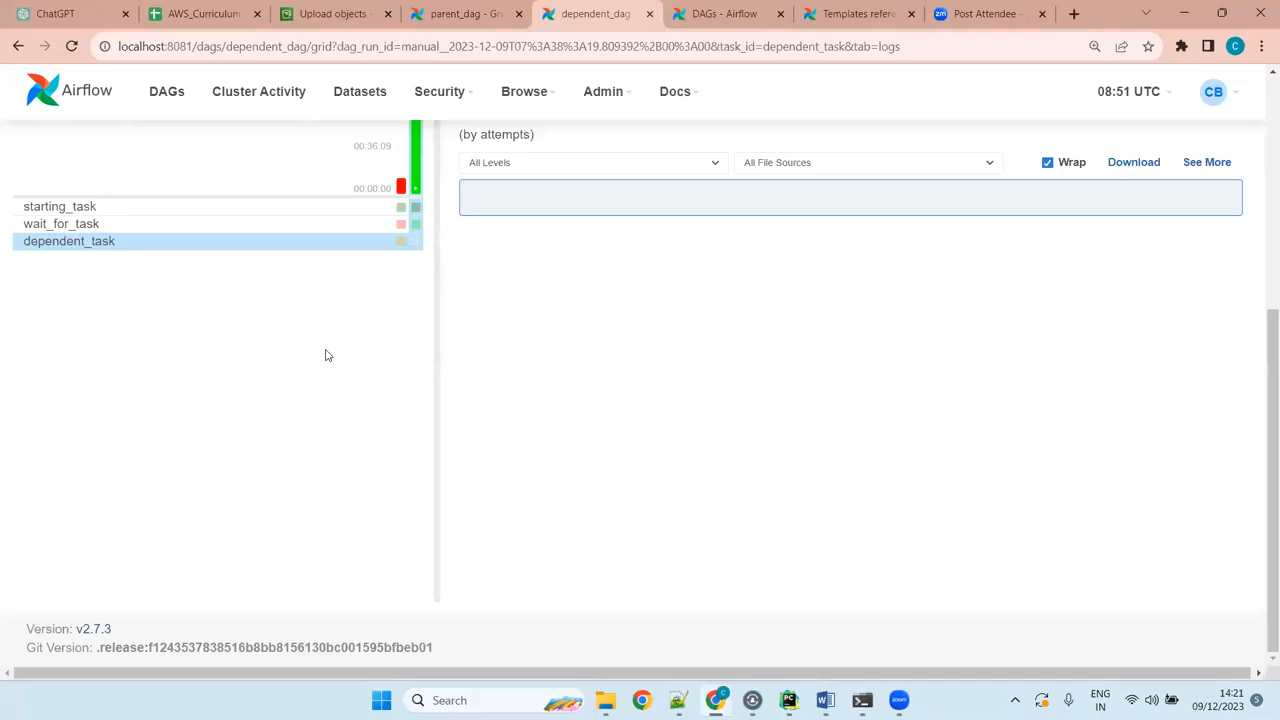 ChatGPT
AWS_Curriculum
Upload objects
parent_dag - Gr
dependent_dag
DAGs - Airflow
Templates refere
Post Attendee -
localhost:8081/dags/dependent_dag/grid?dag_run_id=manual__2023-12-09T07%3A38%3A19.809392%2B00%3A00&task_id=dependent_task&tab=logs
C
Airflow
DAGs
Cluster Activity
Datasets
Security
Browse
Admin
Docs
08:51 UTC
CB
(by attempts)
00:36:09
All Levels
All File Sources
Wrap
Download
See More
00:00:00
starting_task
wait_for_task
dependent_task
Version: v2.7.3
Git Version: .release:f1243537838516b8bb8156130bc001595bfbeb01
Search
ENG
IN
14:21
09/12/2023